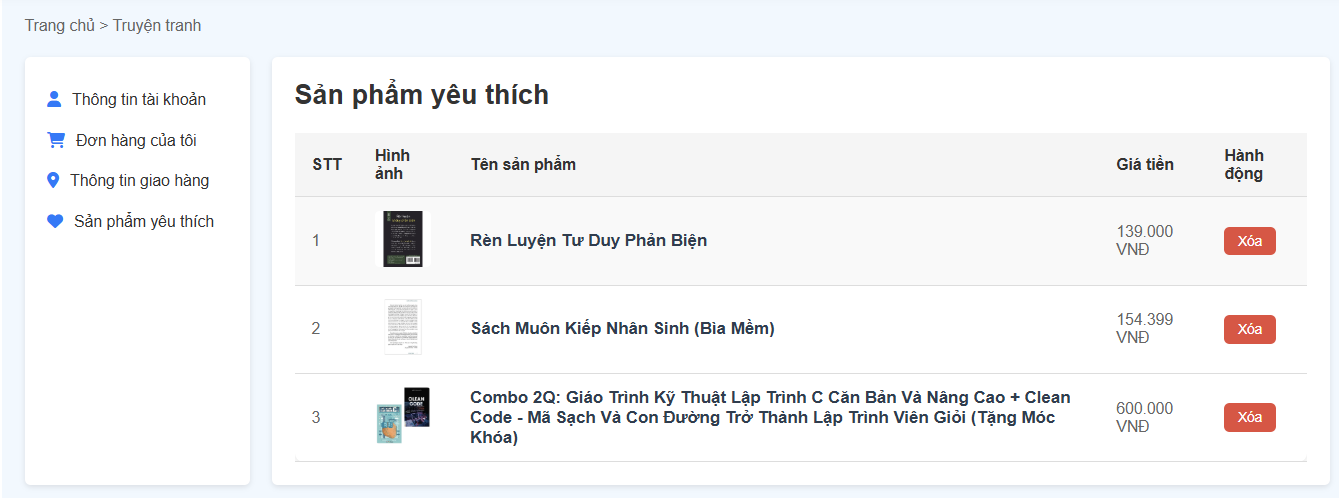 Trang chủ > Truyện tranh
Thông tin tài khoản
Đơn hàng của tôi
Thông tin giao hàng
Sản phẩm yêu thích
Sản phẩm yêu thích
STT
Hình
ảnh
Tên sản phẩm
Giá tiền
Hành
động
1
Rèn Luyện Tư Duy Phản Biện
139.000
VNĐ
Xóa
2
Sách Muôn Kiếp Nhân Sinh (Bìa Mềm)
154.399
VNĐ
Xóa
3
CLEAN
CODE
Combo 2Q: Giáo Trình Kỹ Thuật Lập Trình C Căn Bản Và Nâng Cao + Clean
Code - Mã Sạch Và Con Đường Trở Thành Lập Trình Viên Giỏi (Tặng Móc
Khóa)
600.000
VNĐ
Xóa